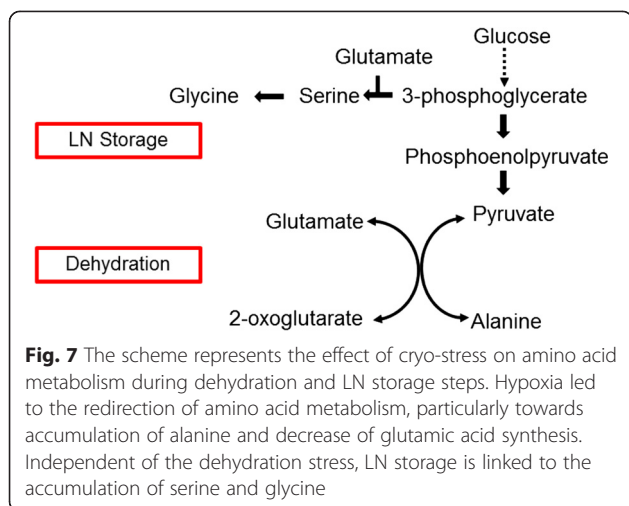 Glucose
Glutamate
Glycine Serine 3-phosphoglycerate
LN Storage
Phosphoenolpyruvate
Glutamate Pyruvate
Dehydration
2-oxoglutarate Alanine
Fig. 7 The scheme represents the effect of cryo-stress on amino acid
metabolism during dehydration and LN storage steps. Hypoxia led
to the redirection of amino acid metabolism, particularly towards
accumulation of alanine and decrease of glutamic acid synthesis.
Independent of the dehydration stress, LN storage is linked to the
accumulation of serine and glycine